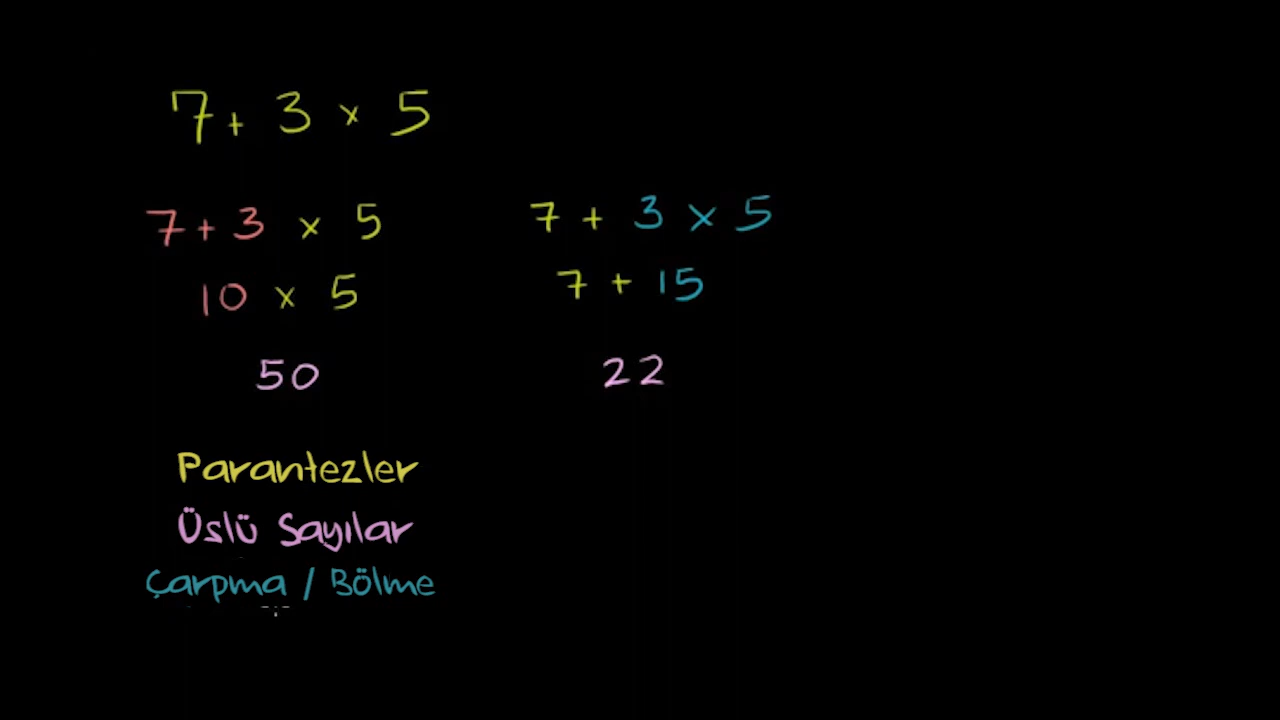 7 + 3 x 5
7 + 3 x 5
10 x 5
50
7 + 3 x 5
7 + 15
22
Parantezler
Üslü Sayılar
Çarpma / Bölme